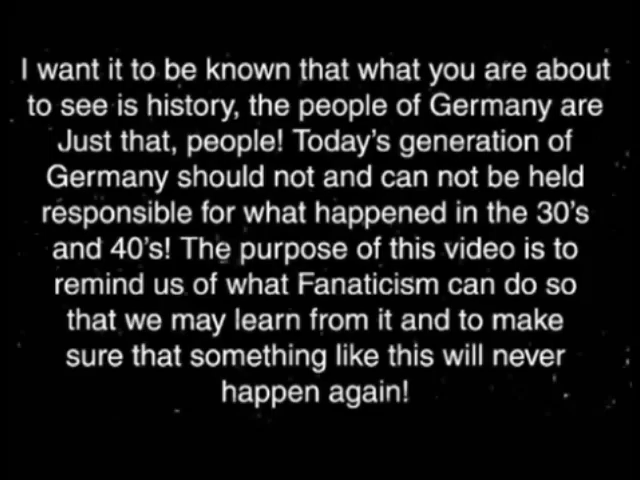 I want it to be known that what you are about
to see is history, the people of Germany are
Just that, people! Today's generation of
Germany should not and can not be held
responsible for what happened in the 30's
and 40's! The purpose of this video is to
remind us of what Fanaticism can do so
that we may learn from it and to make
sure that something like this will never
happen again!